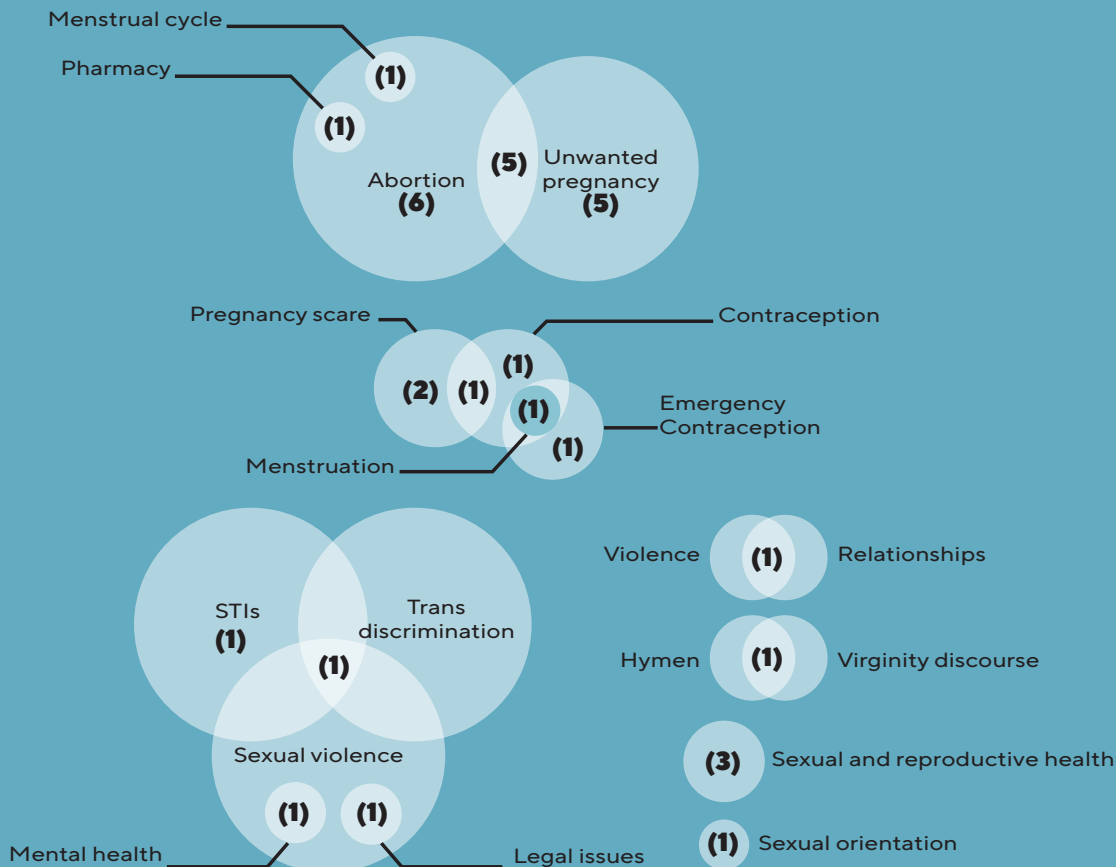 Menstrual cycle
(1)
Pharmacy
(1)
Abortion
(6)
(5)
Unwanted
pregnancy
(5)
Pregnancy scare
Contraception
(2)
(1)
(1)
(1)
(1)
Emergency
Contraception
Menstruation
STIs
(1)
Trans
discrimination
(1)
Sexual violence
(1)
(1)
Mental health
Legal issues
Violence
(1)
Relationships
Hymen
(1)
Virginity discourse
(3)
Sexual and reproductive health
(1)
Sexual orientation